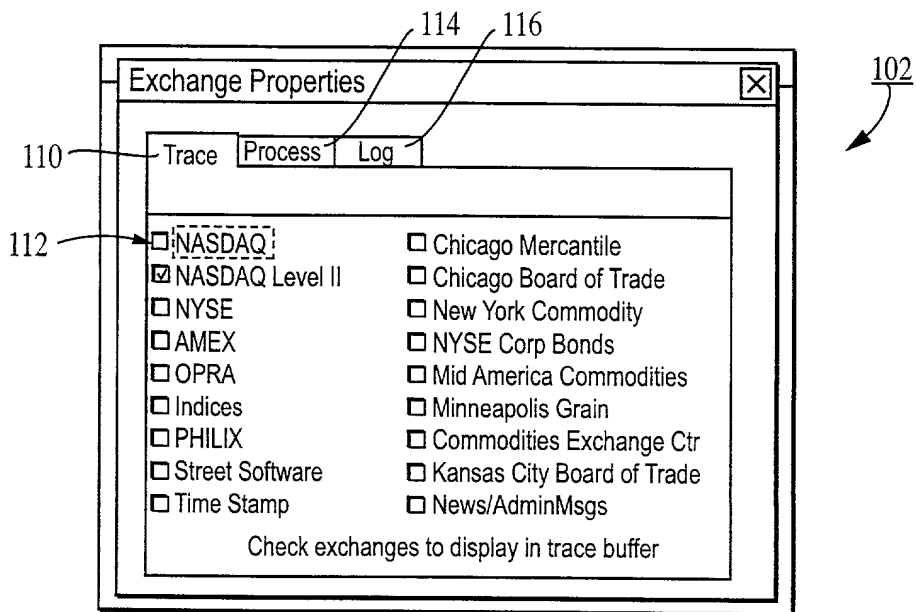 114
116
102
Exchange Properties
110
Trace
Process
Log
112
NASDAQ
NASDAQ Level II
NYSE
AMEX
OPRA
Indices
PHILIX
Street Software
Time Stamp
Chicago Mercantile
Chicago Board of Trade
New York Commodity
NYSE Corp Bonds
Mid America Commodities
Minneapolis Grain
Commodities Exchange Ctr
Kansas City Board of Trade
News/AdminMsgs
Check exchanges to display in trace buffer